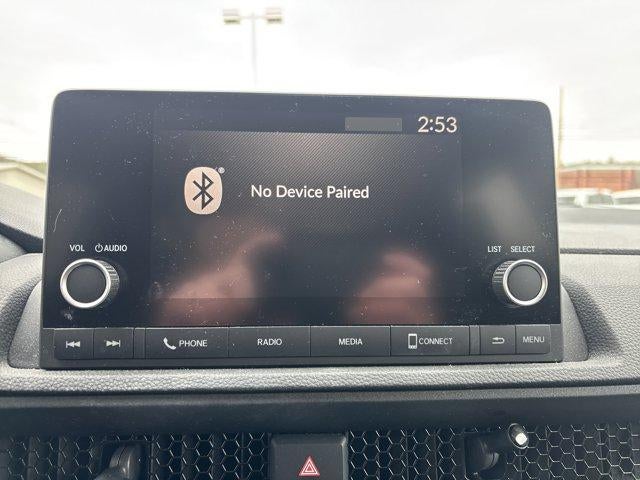 2:53
No Device Paired
VOL AUDIO
LIST SELECT
PHONE RADIO MEDIA CONNECT MENU